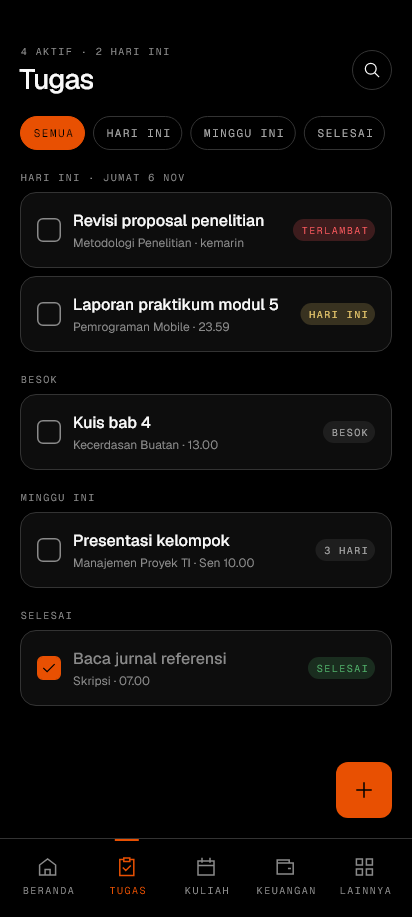 4 AKTIF · 2 HARI INI
Tugas
SEMUA HARI INI MINGGU INI SELESAI
HARI INI · JUMAT 6 NOV
Revisi proposal penelitian
Metodologi Penelitian · kemarin
TERLAMBAT
Laporan praktikum modul 5
Pemrograman Mobile · 23.59
HARI INI
BESOK
Kuis bab 4
Kecerdasan Buatan · 13.00
BESOK
MINGGU INI
Presentasi kelompok
Manajemen Proyek TI · Sen 10.00
3 HARI
SELESAI
Baca jurnal referensi
Skripsi · 07.00
SELESAI
BERANDA TUGAS KULIAH KEUANGAN LAINNYA